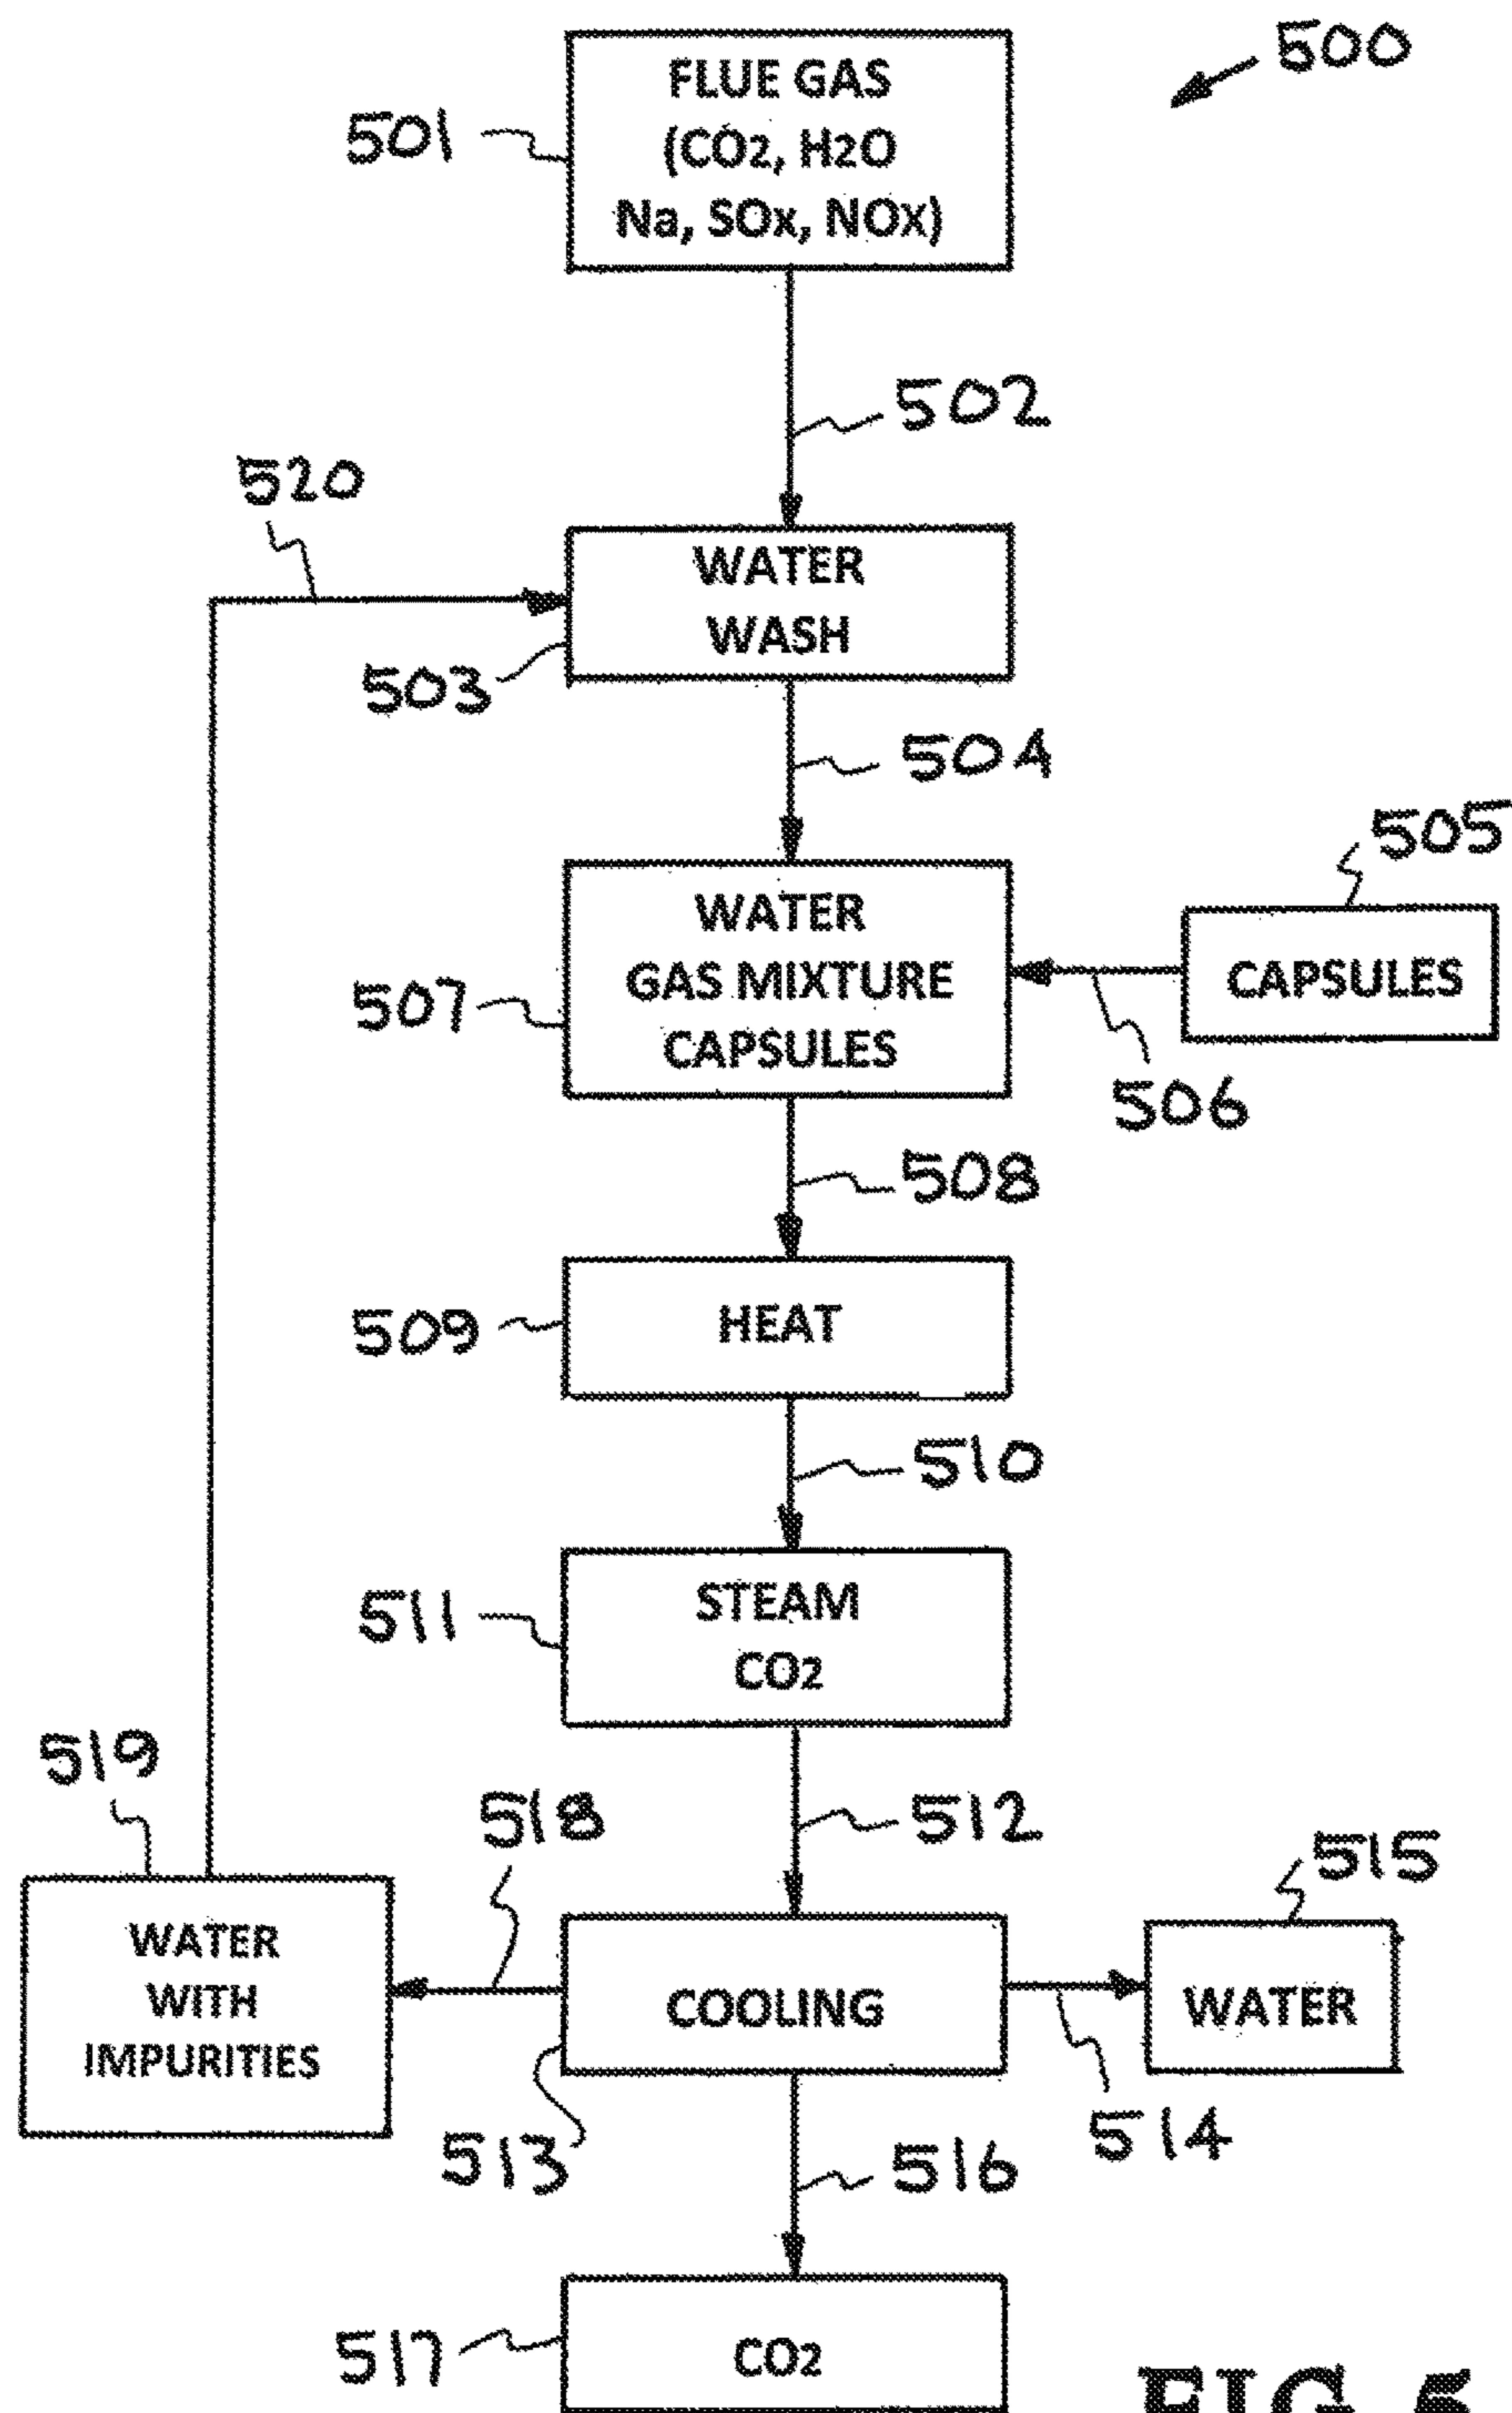 500
FLUE GAS
501
(CO2, H2O
Na, SOx, NOX)
502
520
WATER
WASH
503
504
505
WATER
GAS MIXTURE
CAPSULES
CAPSULES
507
506
508
HEAT
509
510
STEAM
511
CO2
519
518
512
515
WATER
WITH
IMPURITIES
COOLING
WATER
513
514
516
517
CO2
FIG. 5